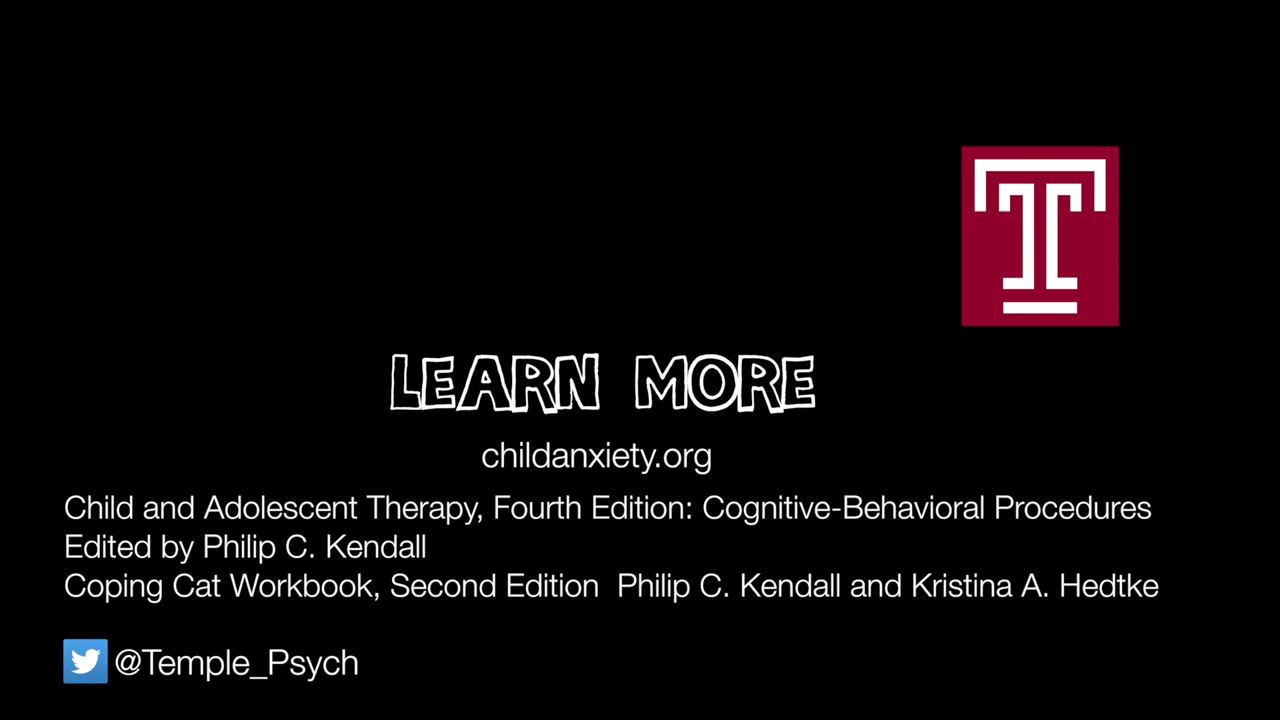 T
LEARN MORE
childanxiety.org
Child and Adolescent Therapy, Fourth Edition: Cognitive-Behavioral Procedures
Edited by Philip C. Kendall
Coping Cat Workbook, Second Edition  Philip C. Kendall and Kristina A. Hedtke
@Temple_Psych